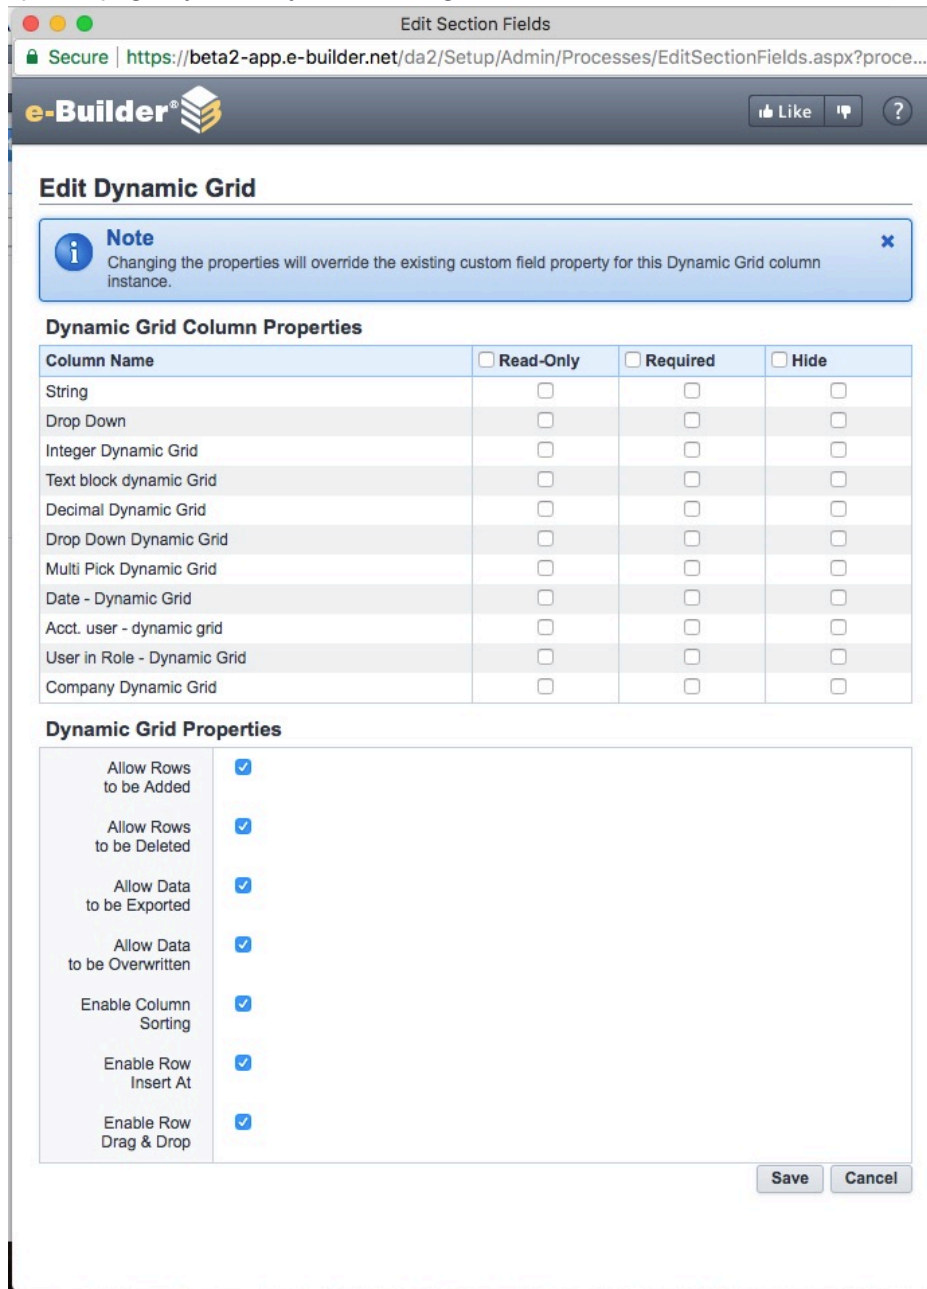 Edit Section Fields
Secure | https://beta2-app.e-builder.net/da2/Setup/Admin/Processes/EditSectionFields.aspx?proce...
e-Builder®
Like
?
Edit Dynamic Grid
Note
Changing the properties will override the existing custom field property for this Dynamic Grid column
instance.
Dynamic Grid Column Properties
Column Name Read-Only Required Hide
String
Drop Down
Integer Dynamic Grid
Text block dynamic Grid
Decimal Dynamic Grid
Drop Down Dynamic Grid
Multi Pick Dynamic Grid
Date - Dynamic Grid
Acct. user - dynamic grid
User in Role - Dynamic Grid
Company Dynamic Grid
Dynamic Grid Properties
Allow Rows
to be Added
Allow Rows
to be Deleted
Allow Data
to be Exported
Allow Data
to be Overwritten
Enable Column
Sorting
Enable Row
Insert At
Enable Row
Drag & Drop
Save Cancel